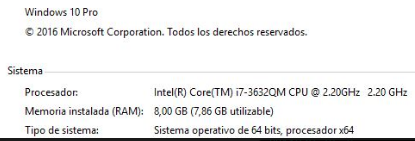 Windows 10 Pro
© 2016 Microsoft Corporation. Todos los derechos reservados.
Sistema
Procesador: Intel(R) Core(TM) i7-3632QM CPU @ 2.20GHz 2.20 GHz
Memoria instalada (RAM): 8,00 GB (7,86 GB utilizable)
Tipo de sistema: Sistema operativo de 64 bits, procesador x64